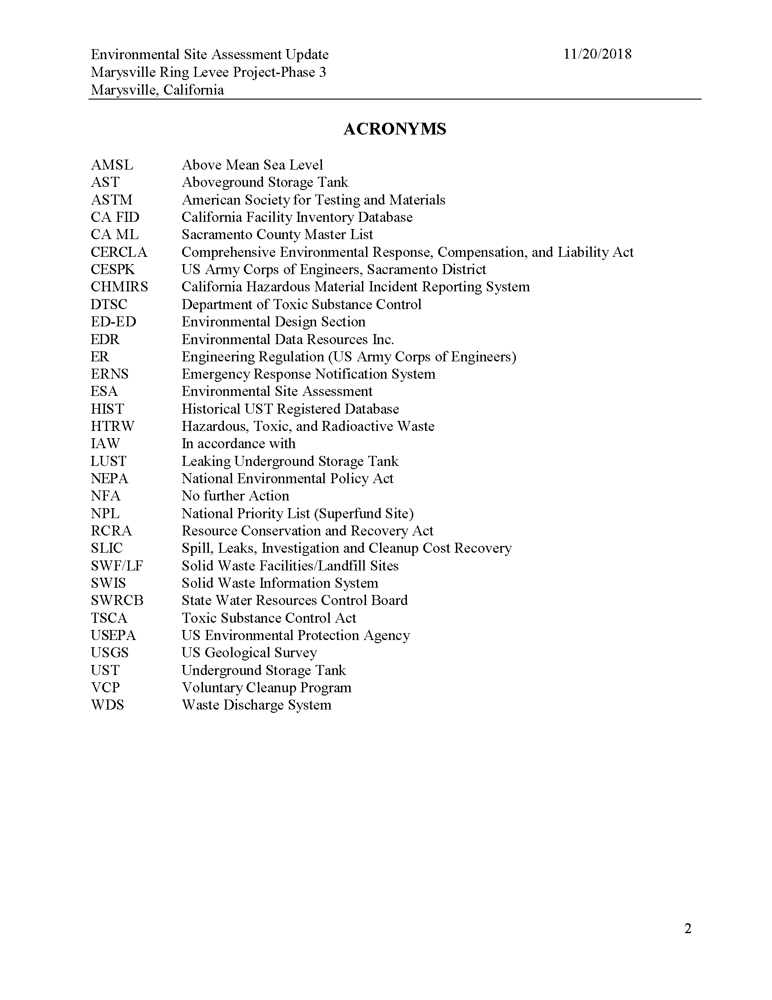 Environmental Site Assessment Update 11/20/2018
Marysville Ring Levee Project-Phase 3
Marysville, California
ACRONYMS
AMSL Above Mean Sea Level
AST Aboveground Storage Tank
ASTM American Society for Testing and Materials
CA FID California Facility Inventory Database
CA ML Sacramento County Master List
CERCLA Comprehensive Environmental Response, Compensation, and Liability Act
CESPK US Army Corps of Engineers, Sacramento District
CHMIRS California Hazardous Material Incident Reporting System
DTSC Department of Toxic Substance Control
ED-ED Environmental Design Section
EDR Environmental Data Resources Inc.
ER Engineering Regulation (US Army Corps of Engineers)
ERNS Emergency Response Notification System
ESA Environmental Site Assessment
HIST Historical UST Registered Database
HTRW Hazardous, Toxic, and Radioactive Waste
IAW In accordance with
LUST Leaking Underground Storage Tank
NEPA National Environmental Policy Act
NFA No further Action
NPL National Priority List (Superfund Site)
RCRA Resource Conservation and Recovery Act
SLIC Spill, Leaks, Investigation and Cleanup Cost Recovery
SWF/LF Solid Waste Facilities/Landfill Sites
SWIS Solid Waste Information System
SWRCB State Water Resources Control Board
TSCA Toxic Substance Control Act
USEPA US Environmental Protection Agency
USGS US Geological Survey
UST Underground Storage Tank
VCP Voluntary Cleanup Program
WDS Waste Discharge System
2